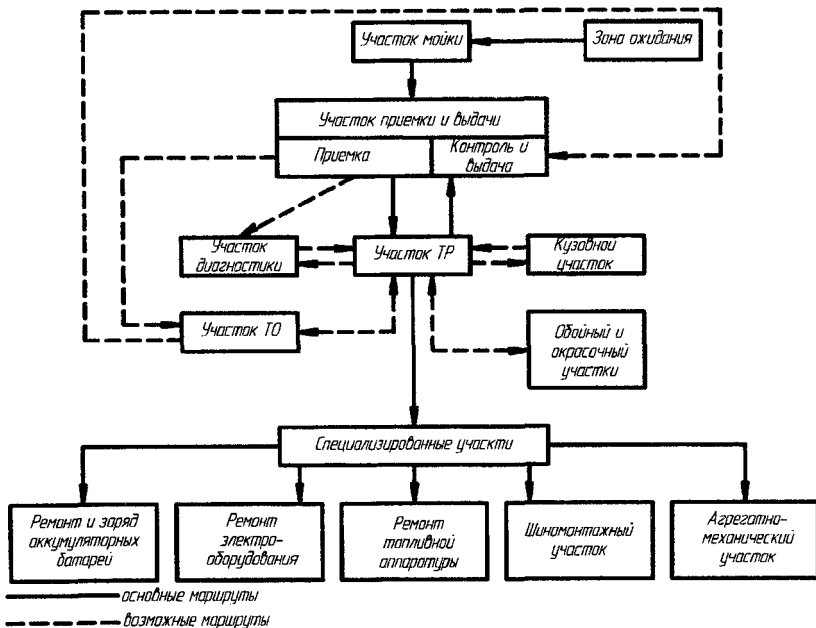 Участок мойки
Зона ожидания
Участок приемки и выдачи
Приемка
Контроль и
выдача
Участок
диагностики
Участок ТР
Кузовной
участок
Участок ТО
Обойный и
окрасочный
участки
Специализированные учаскти
Ремонт и заряд
аккумуляторных
батарей
Ремонт
электро-
оборудования
Ремонт
топливной
аппаратуры
Шиномонтажный
участок
Агрегатно-
механический
участок
основные маршруты
возможные маршруты